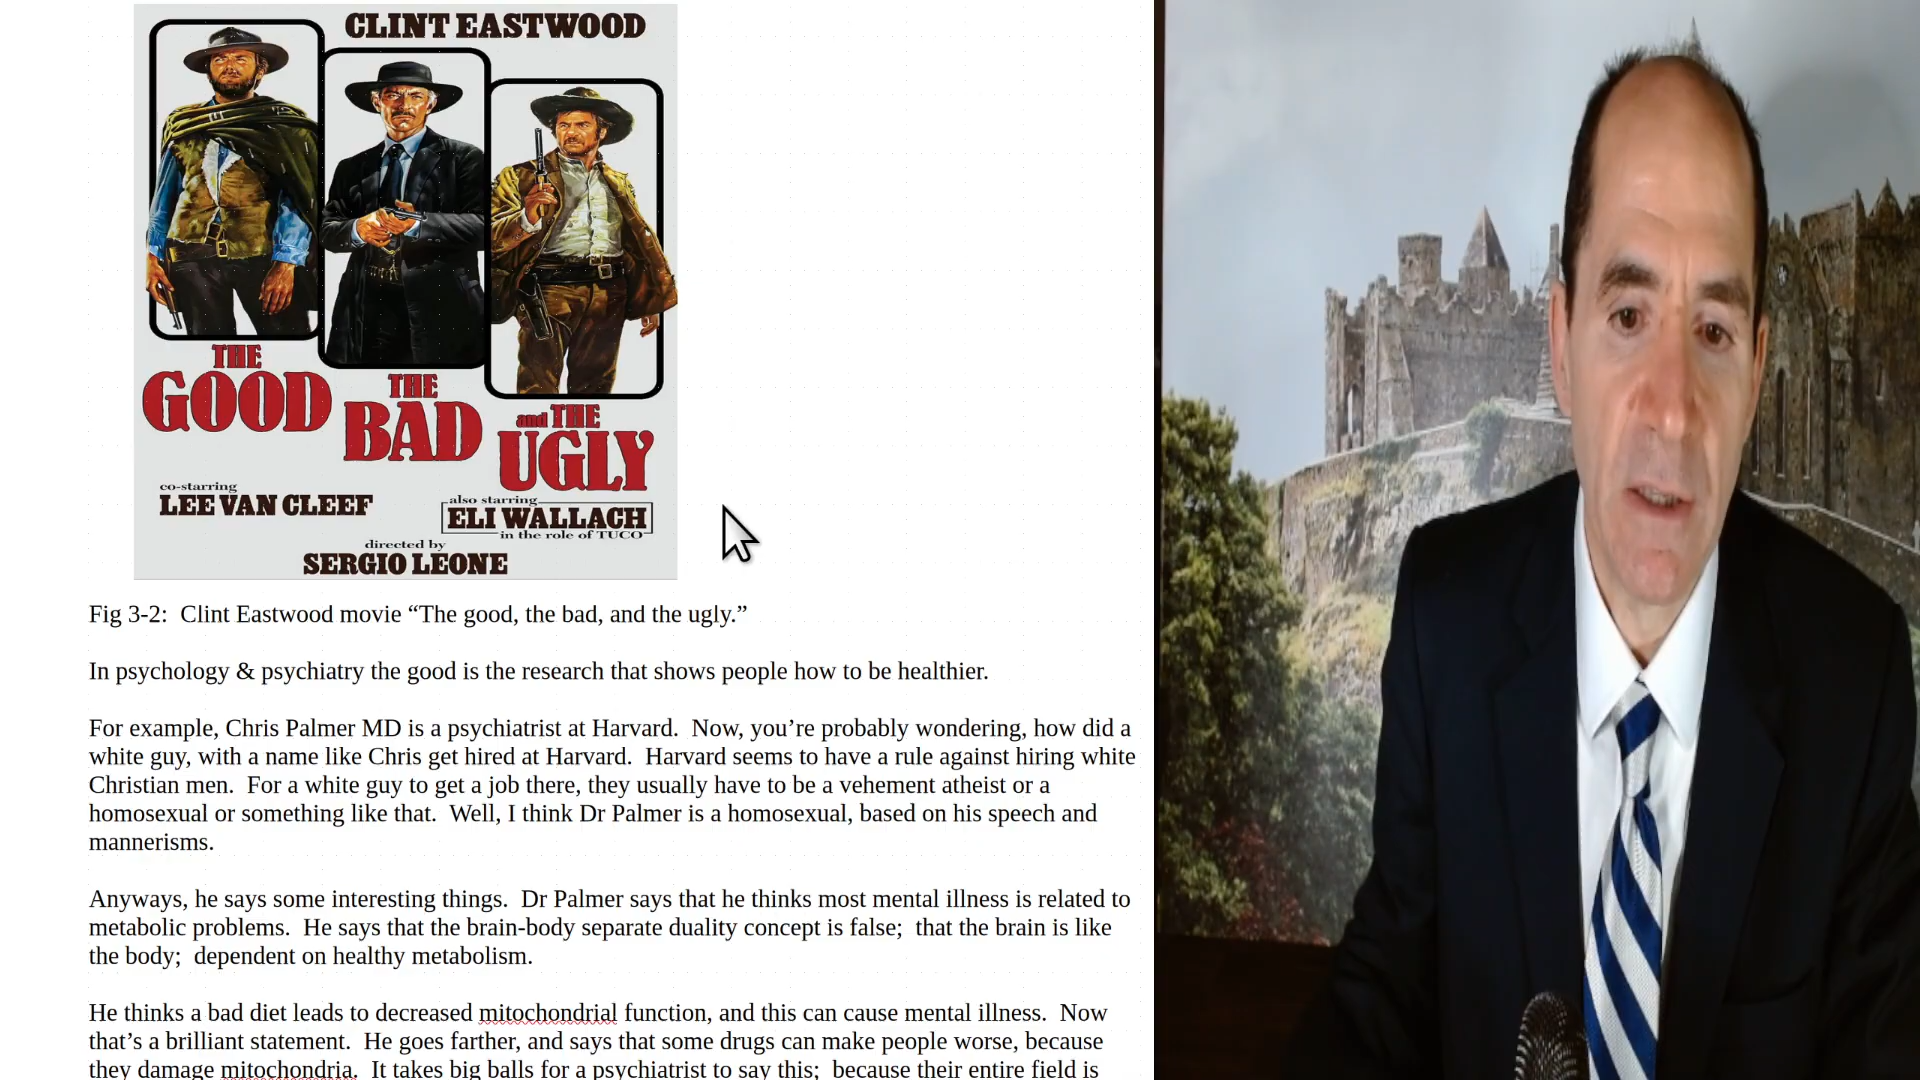 CLINT EASTWOOD
THE
GOOD
THE
BAD
and THE
UGLY
co-starring
LEE VAN CLEEF
also starring
ELI WALLACH
in the role of TUCO
directed by
SERGIO LEONE
Fig 3-2:  Clint Eastwood movie “The good, the bad, and the ugly.”
In psychology & psychiatry the good is the research that shows people how to be healthier.
For example, Chris Palmer MD is a psychiatrist at Harvard.  Now, you’re probably wondering, how did a
white guy, with a name like Chris get hired at Harvard.  Harvard seems to have a rule against hiring white
Christian men.  For a white guy to get a job there, they usually have to be a vehement atheist or a
homosexual or something like that.  Well, I think Dr Palmer is a homosexual, based on his speech and
mannerisms.
Anyways, he says some interesting things.  Dr Palmer says that he thinks most mental illness is related to
metabolic problems.  He says that the brain-body separate duality concept is false;  that the brain is like
the body;  dependent on healthy metabolism.
He thinks a bad diet leads to decreased mitochondrial function, and this can cause mental illness.  Now
that’s a brilliant statement.  He goes farther, and says that some drugs can make people worse, because
they damage mitochondria.  It takes big balls for a psychiatrist to say this;  because their entire field is